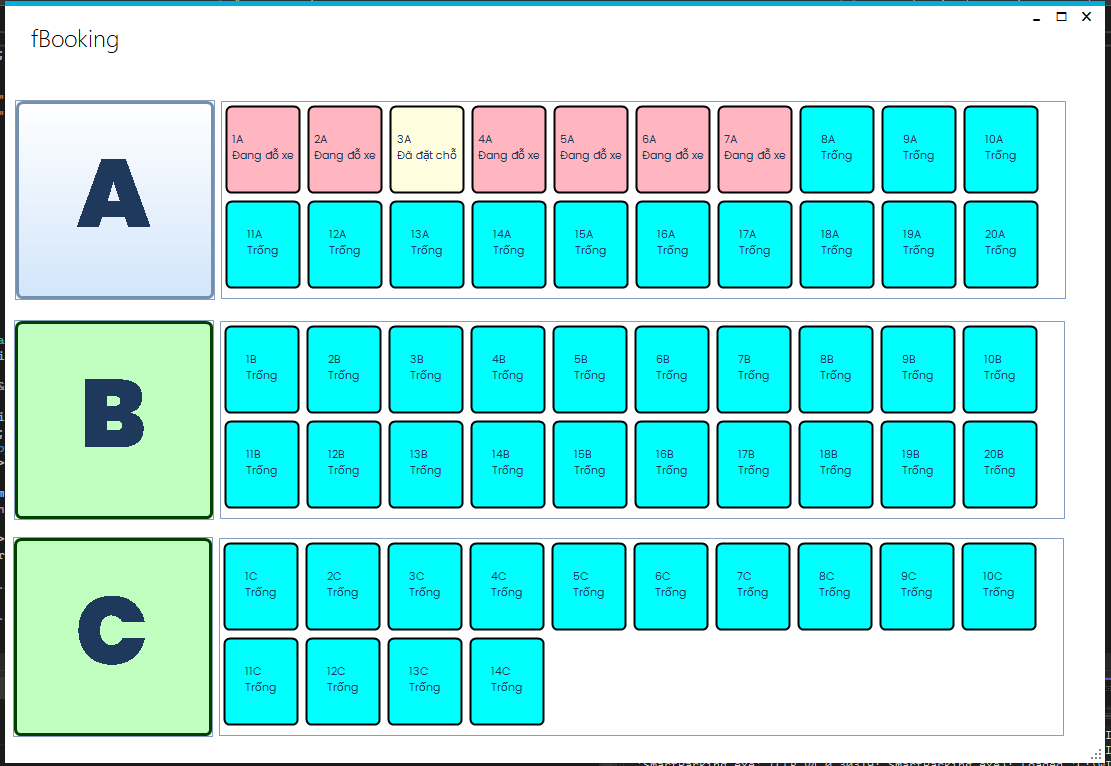 fBooking
A
1A
Đang đỗ xe
2A
Đang đỗ xe
3A
Đã đặt chỗ
4A
Đang đỗ xe
5A
Đang đỗ xe
6A
Đang đỗ xe
7A
Đang đỗ xe
8A
Trống
9A
Trống
10A
Trống
11A
Trống
12A
Trống
13A
Trống
14A
Trống
15A
Trống
16A
Trống
17A
Trống
18A
Trống
19A
Trống
20A
Trống
B
1B
Trống
2B
Trống
3B
Trống
4B
Trống
5B
Trống
6B
Trống
7B
Trống
8B
Trống
9B
Trống
10B
Trống
11B
Trống
12B
Trống
13B
Trống
14B
Trống
15B
Trống
16B
Trống
17B
Trống
18B
Trống
19B
Trống
20B
Trống
C
1C
Trống
2C
Trống
3C
Trống
4C
Trống
5C
Trống
6C
Trống
7C
Trống
8C
Trống
9C
Trống
10C
Trống
11C
Trống
12C
Trống
13C
Trống
14C
Trống